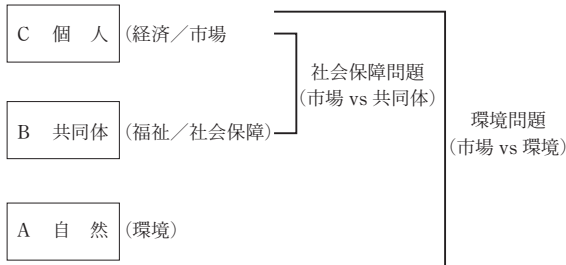 C 個 人 (経済／市場
社会保障問題
(市場 vs 共同体)
B 共同体 (福祉／社会保障)
環境問題
(市場 vs 環境)
A 自 然 (環境)